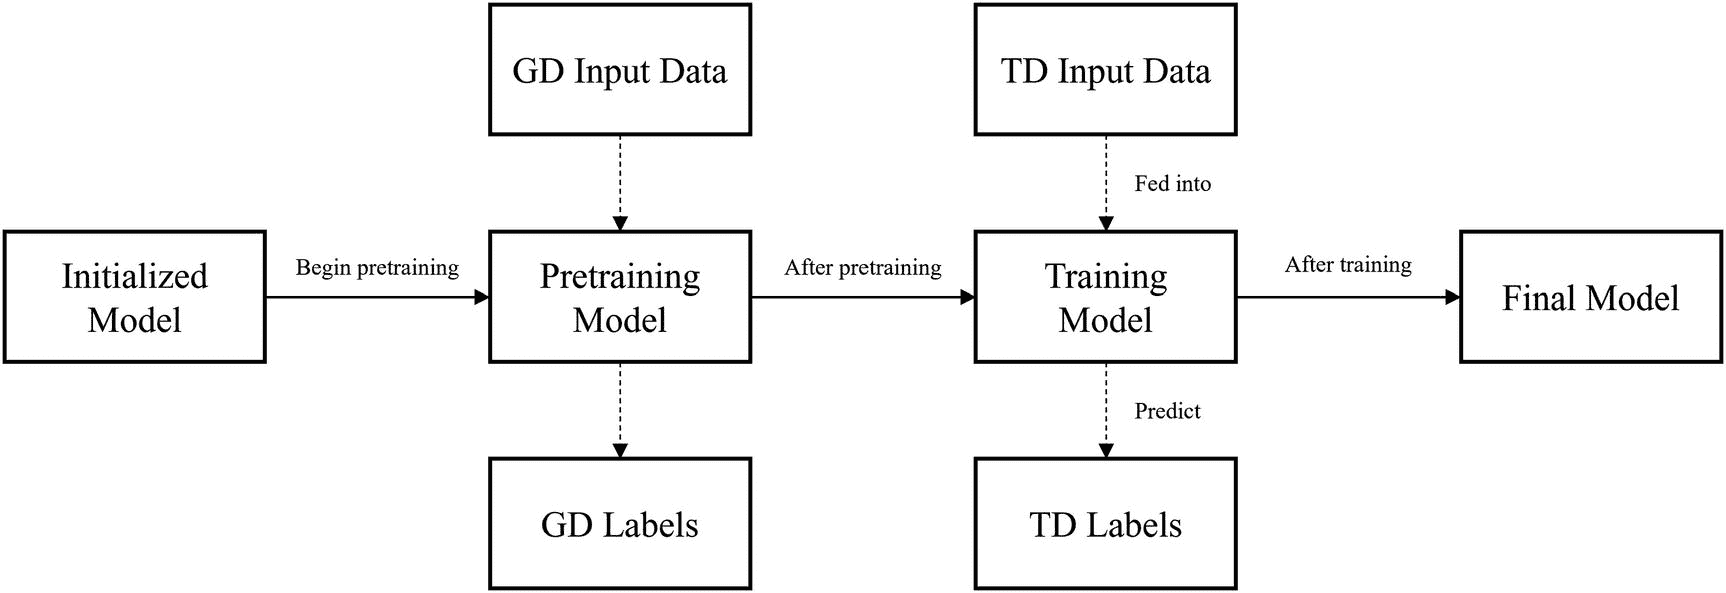 GD Input Data
TD Input Data
Fed into
Initialized
Model
Begin pretraining
Pretraining
Model
After pretraining
Training
Model
After training
Final Model
Predict
GD Labels
TD Labels